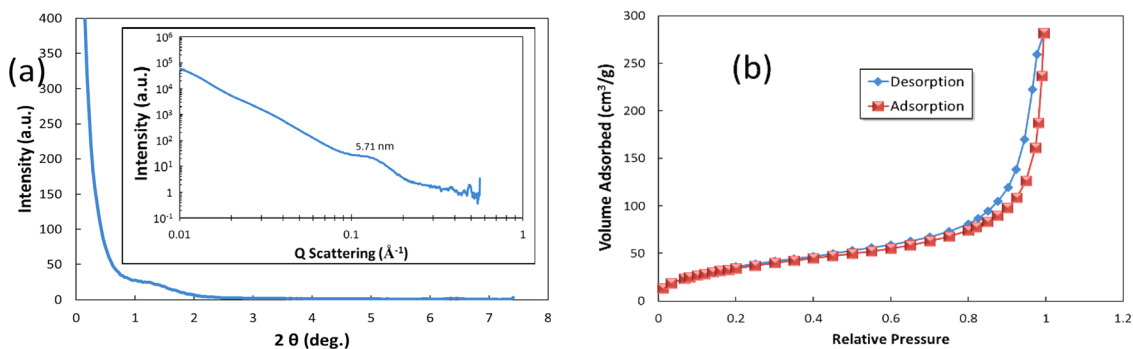 (a)
Intensity (a.u.)
400
350
300
250
200
150
100
50
0
0 1 2 3 4 5 6 7 8
2 θ (deg.)
Intensity (a.u.)
10⁶
10⁵
10⁴
10³
10²
10¹
1
10⁻¹
5.71 nm
0.01 0.1 1
Q Scattering (Å⁻¹)
(b)
Volume Adsorbed (cm³/g)
300
250
200
150
100
50
0
0 0.2 0.4 0.6 0.8 1 1.2
Relative Pressure
Desorption
Adsorption